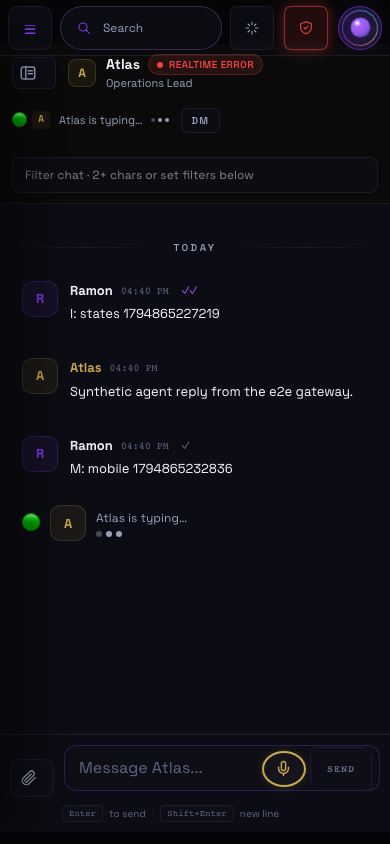 Search
A
Atlas
REALTIME ERROR
Operations Lead
A
Atlas is typing...
DM
Filter chat · 2+ chars or set filters below
TODAY
R
Ramon 04:40 PM
I: states 1794865227219
A
Atlas 04:40 PM
Synthetic agent reply from the e2e gateway.
R
Ramon 04:40 PM
M: mobile 1794865232836
A
Atlas is typing...
Message Atlas...
SEND
Enter to send Shift+Enter new line